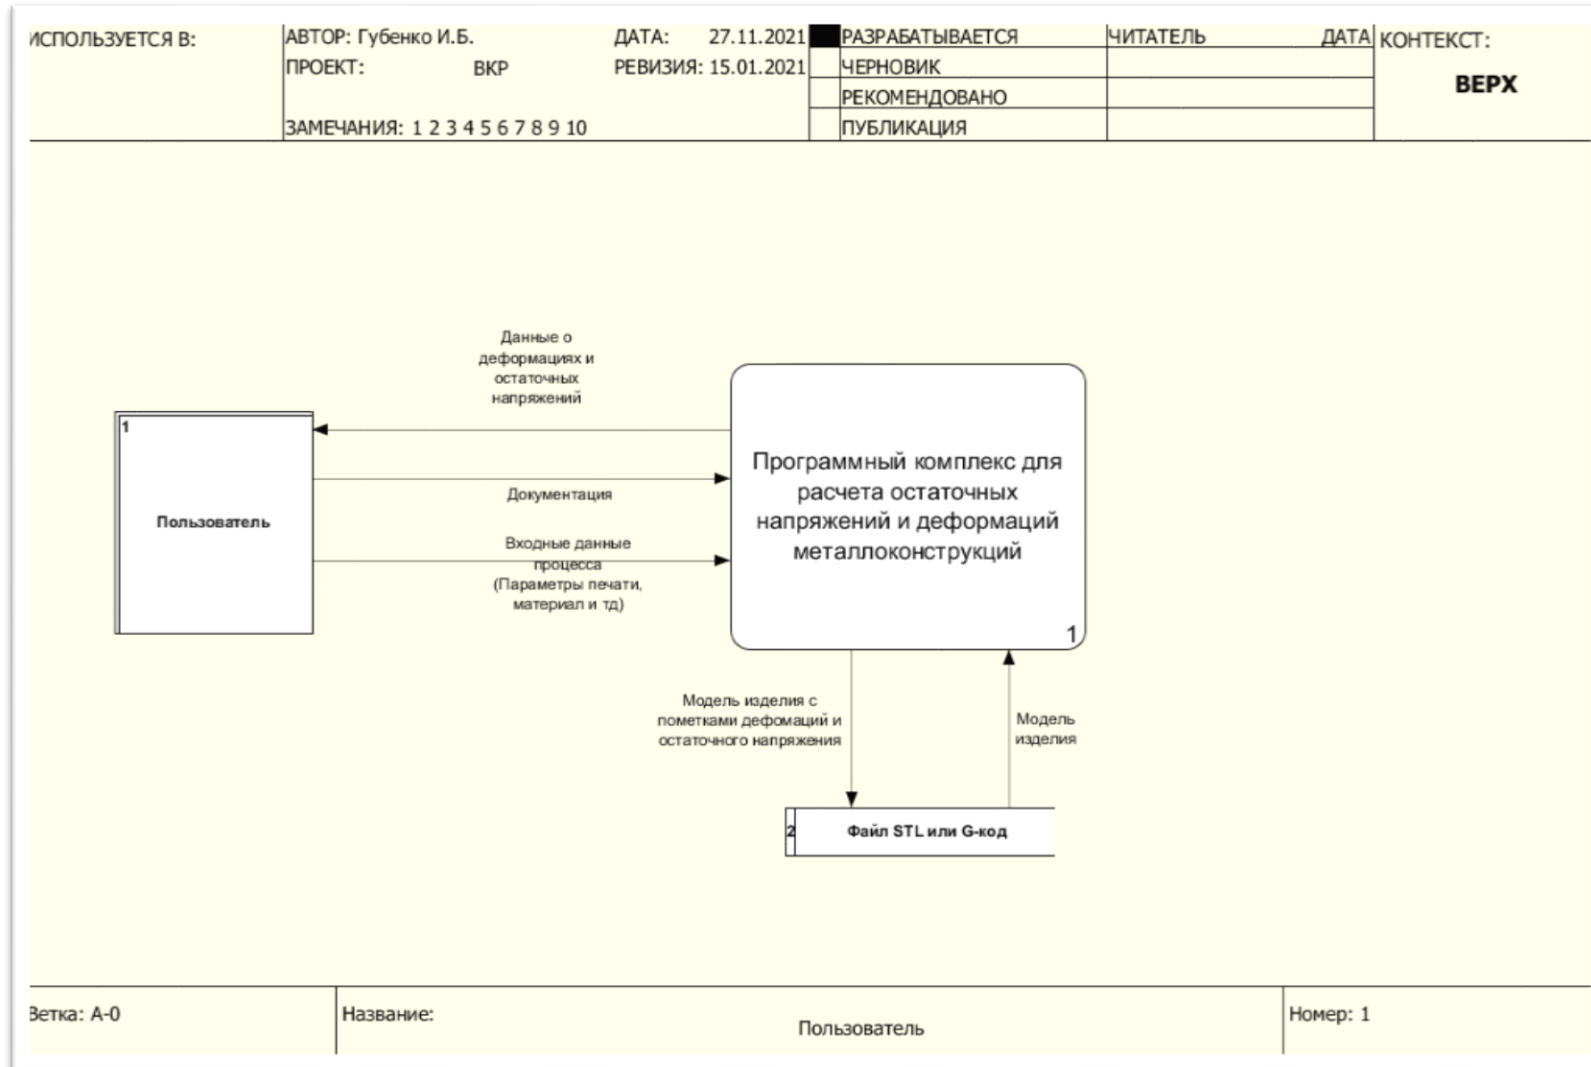 ИСПОЛЬЗУЕТСЯ В:
АВТОР: Губенко И.Б.
ДАТА: 27.11.2021
РАЗРАБАТЫВАЕТСЯ
ЧИТАТЕЛЬ
ДАТА
КОНТЕКСТ:
ПРОЕКТ: ВКР
РЕВИЗИЯ: 15.01.2021
ЧЕРНОВИК
ВЕРХ
РЕКОМЕНДОВАНО
ЗАМЕЧАНИЯ: 1 2 3 4 5 6 7 8 9 10
ПУБЛИКАЦИЯ
Данные о
деформациях и
остаточных
напряжений
1
Пользователь
Документация
Входные данные
процесса
(Параметры печати,
материал и тд)
Программный комплекс для
расчета остаточных
напряжений и деформаций
металлоконструкций
1
Модель изделия с
пометками дефомаций и
остаточного напряжения
Модель
изделия
2
Файл STL или G-код
Ветка: A-0
Название:
Пользователь
Номер: 1